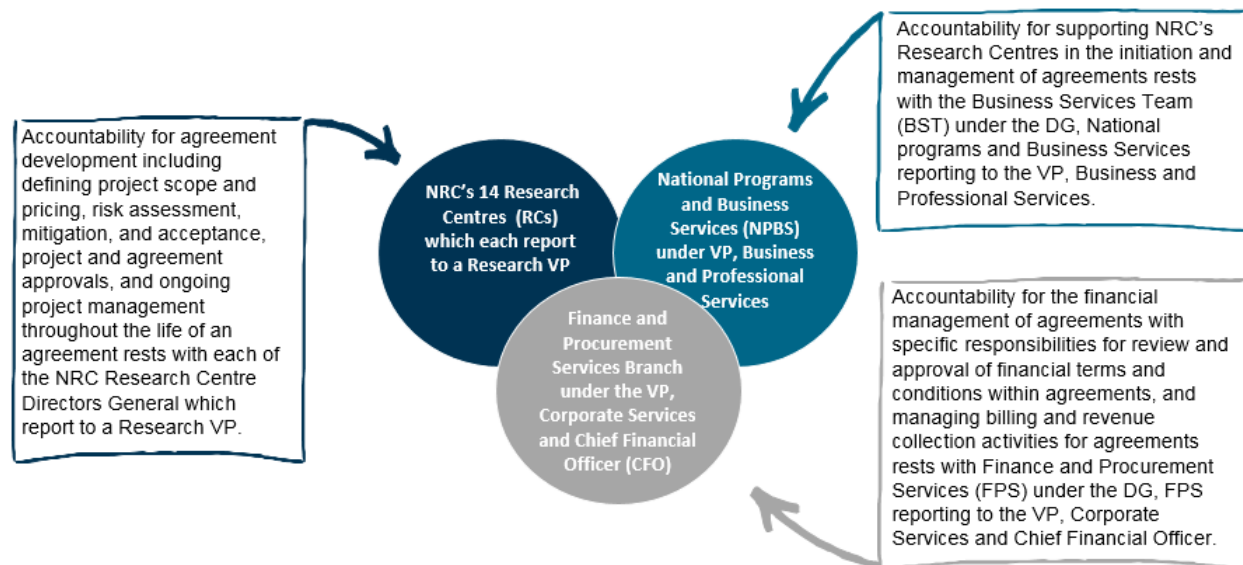 Accountability for agreement
development including
defining project scope and
pricing, risk assessment,
mitigation, and acceptance,
project and agreement
approvals, and ongoing
project management
throughout the life of an
agreement rests with each of
the NRC Research Centre
Directors General which
report to a Research VP.
NRC's 14 Research
Centres (RCs)
which each report
to a Research VP
National Programs
and Business
Services (NPBS)
under VP, Business
and Professional
Services
Finance and
Procurement
Services Branch
under the VP,
Corporate Services
and Chief Financial
Officer (CFO)
Accountability for supporting NRC's
Research Centres in the initiation and
management of agreements rests
with the Business Services Team
(BST) under the DG, National
programs and Business Services
reporting to the VP, Business and
Professional Services.
Accountability for the financial
management of agreements with
specific responsibilities for review and
approval of financial terms and
conditions within agreements, and
managing billing and revenue
collection activities for agreements
rests with Finance and Procurement
Services (FPS) under the DG, FPS
reporting to the VP, Corporate
Services and Chief Financial Officer.